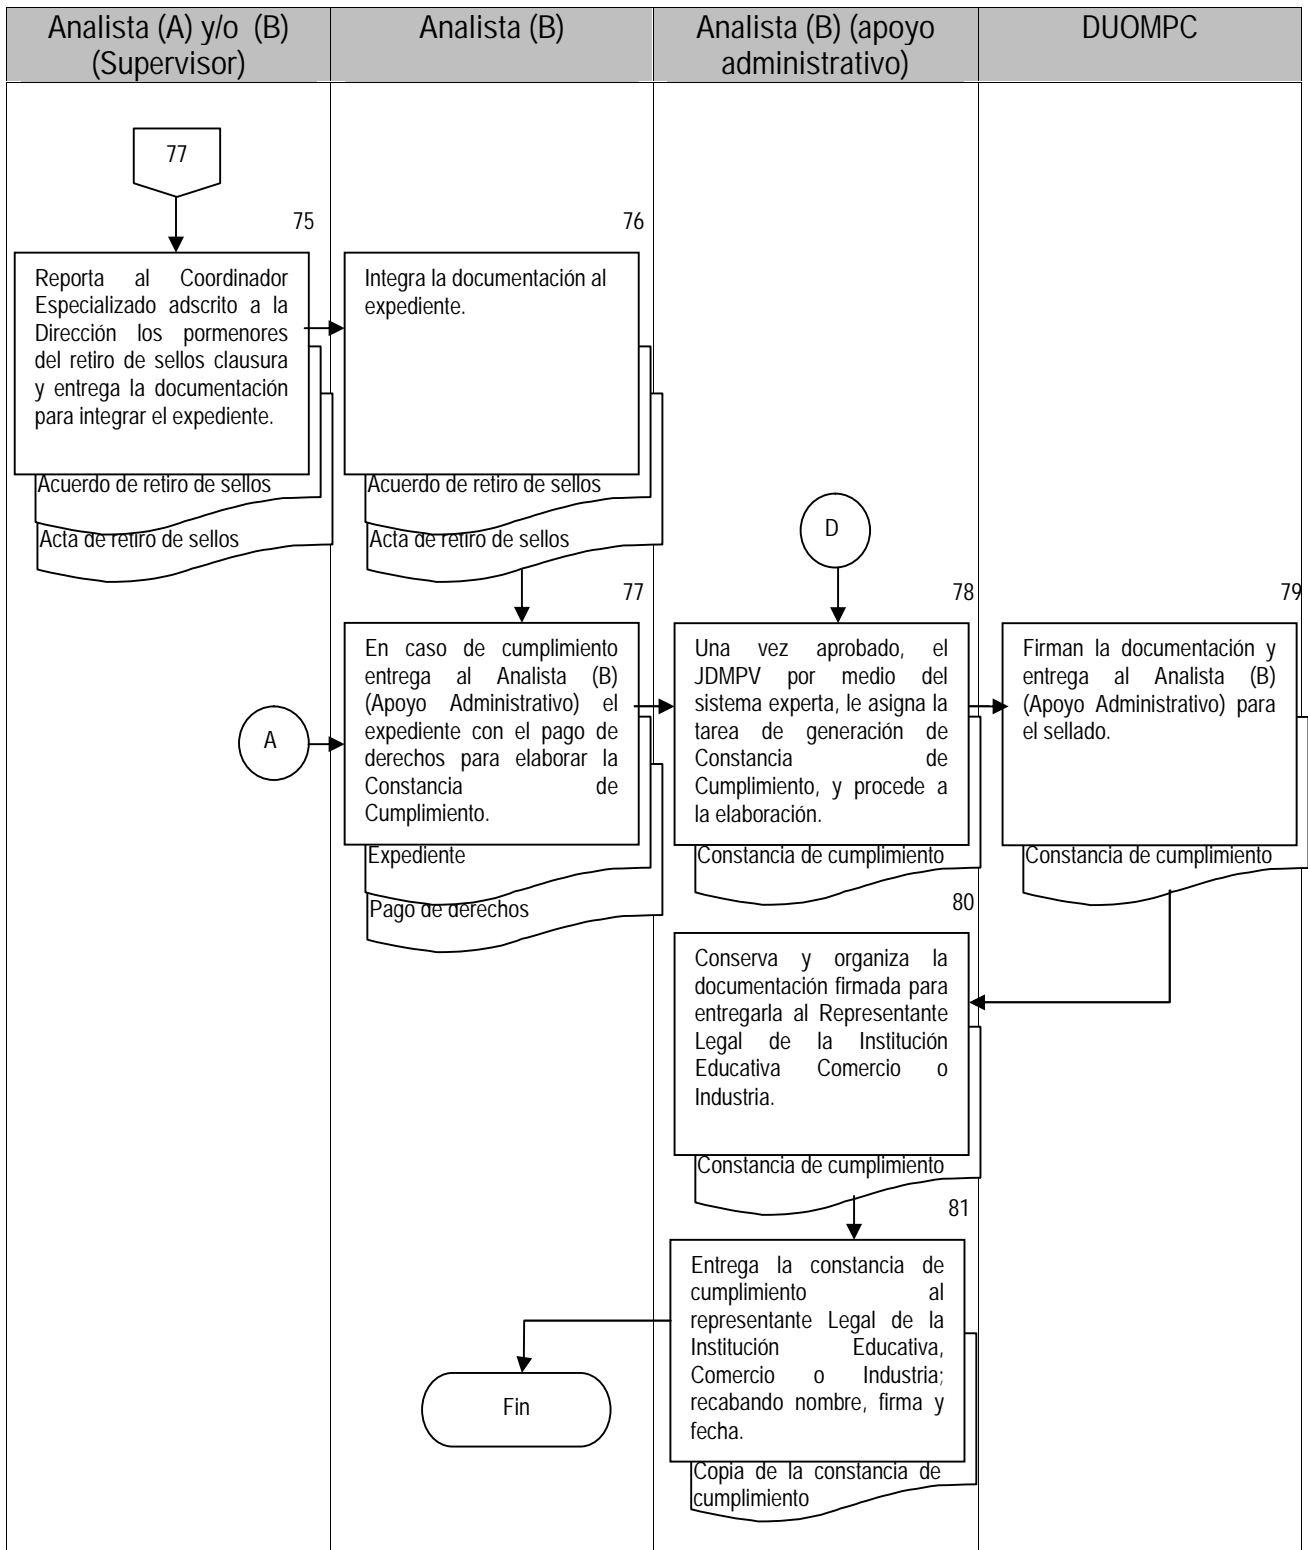 Analista (A) y/o (B)
(Supervisor)
Analista (B)
Analista (B) (apoyo
administrativo)
DUOMPC
77
75
Reporta al Coordinador
Especializado adscrito a la
Dirección los pormenores
del retiro de sellos clausura
y entrega la documentación
para integrar el expediente.
Acuerdo de retiro de sellos
Acta de retiro de sellos
76
Integra la documentación al
expediente.
Acuerdo de retiro de sellos
Acta de retiro de sellos
A
77
En caso de cumplimiento
entrega al Analista (B)
(Apoyo Administrativo) el
expediente con el pago de
derechos para elaborar la
Constancia de
Cumplimiento.
Expediente
Pago de derechos
D
78
Una vez aprobado, el
JDMPV por medio del
sistema experta, le asigna la
tarea de generación de
Constancia de
Cumplimiento, y procede a
la elaboración.
Constancia de cumplimiento
79
Firman la documentación y
entrega al Analista (B)
(Apoyo Administrativo) para
el sellado.
Constancia de cumplimiento
80
Conserva y organiza la
documentación firmada para
entregarla al Representante
Legal de la Institución
Educativa Comercio o
Industria.
Constancia de cumplimiento
81
Entrega la constancia de
cumplimiento al
representante Legal de la
Institución Educativa,
Comercio o Industria;
recabando nombre, firma y
fecha.
Copia de la constancia de
cumplimiento
Fin